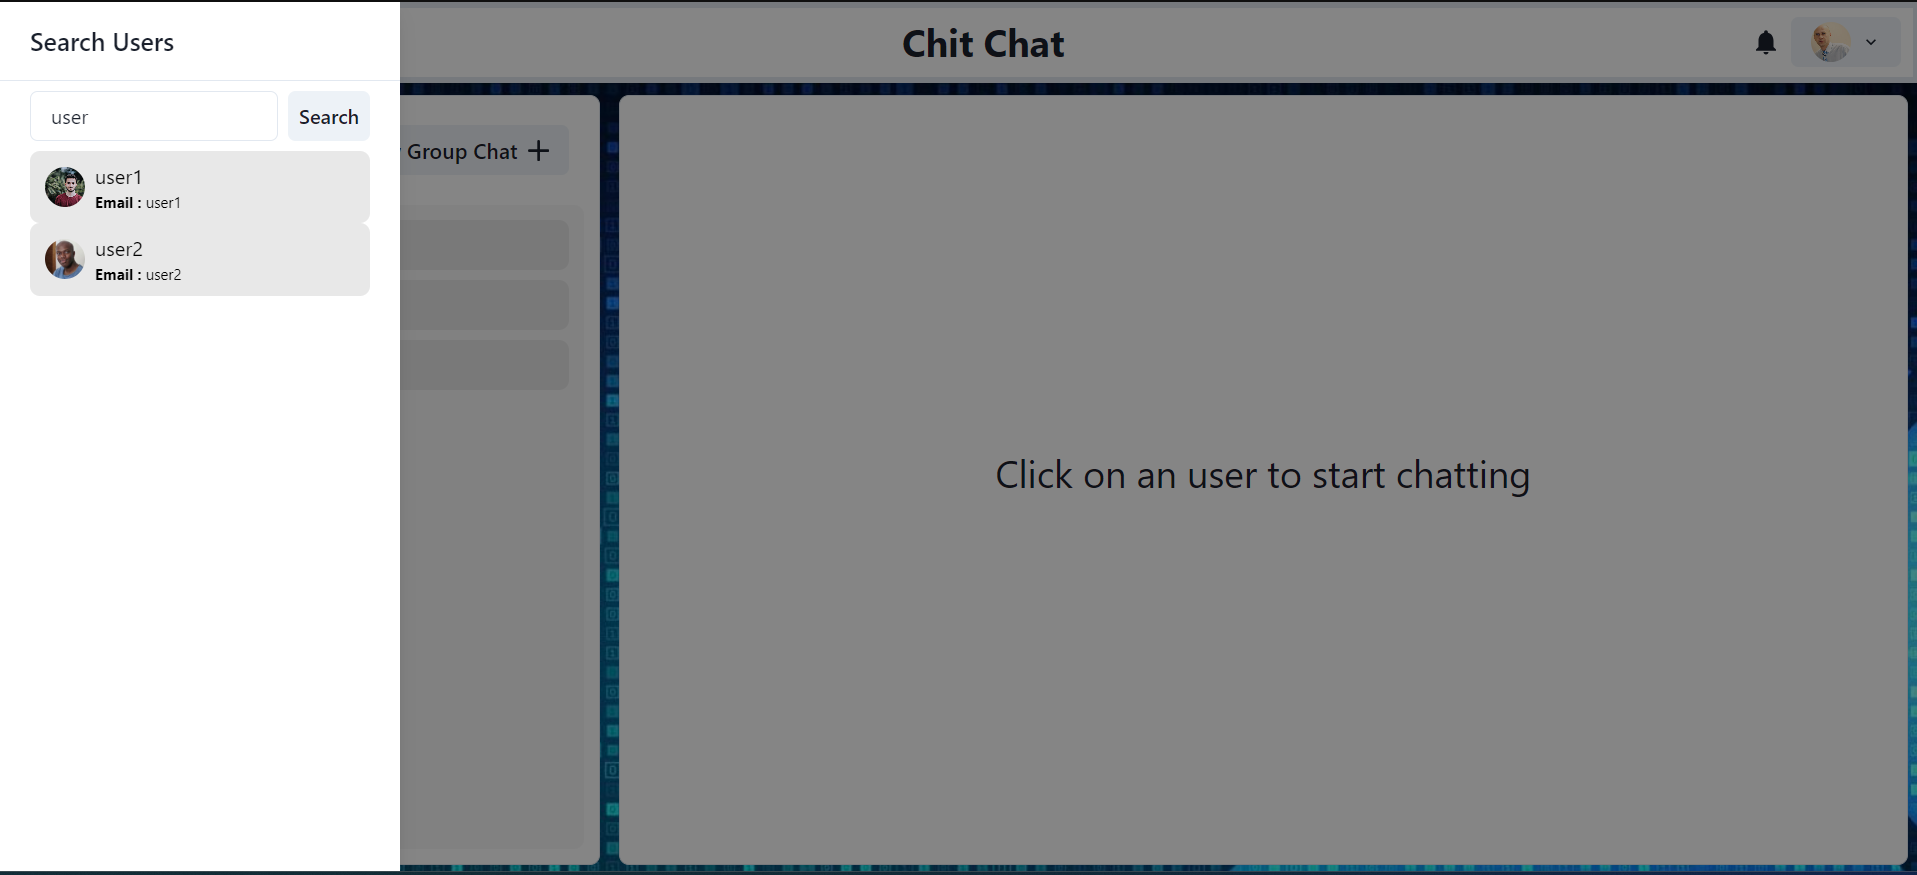 Search Users
Chit Chat
user
Search
user1
Email : user1
user2
Email : user2
Group Chat
Click on an user to start chatting